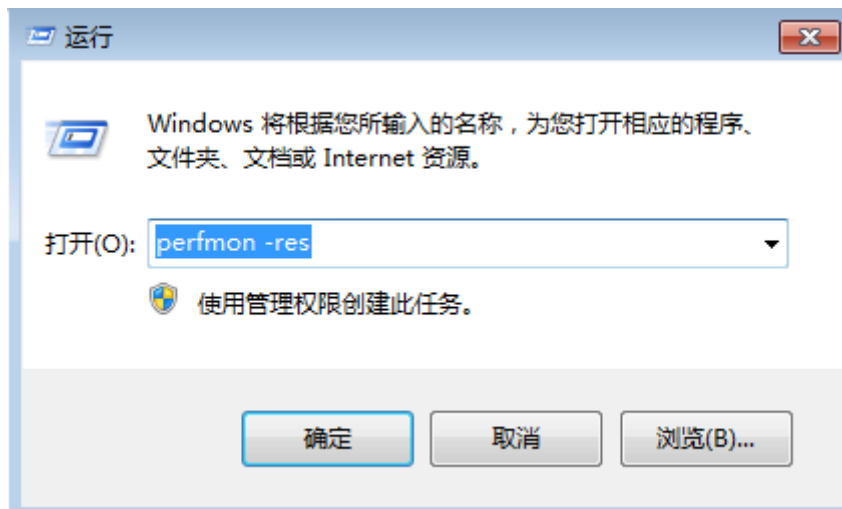 运行
Windows 将根据您所输入的名称，为您打开相应的程序、
文件夹、文档或 Internet 资源。
打开(O): perfmon -res
使用管理权限创建此任务。
确定 取消 浏览(B)...